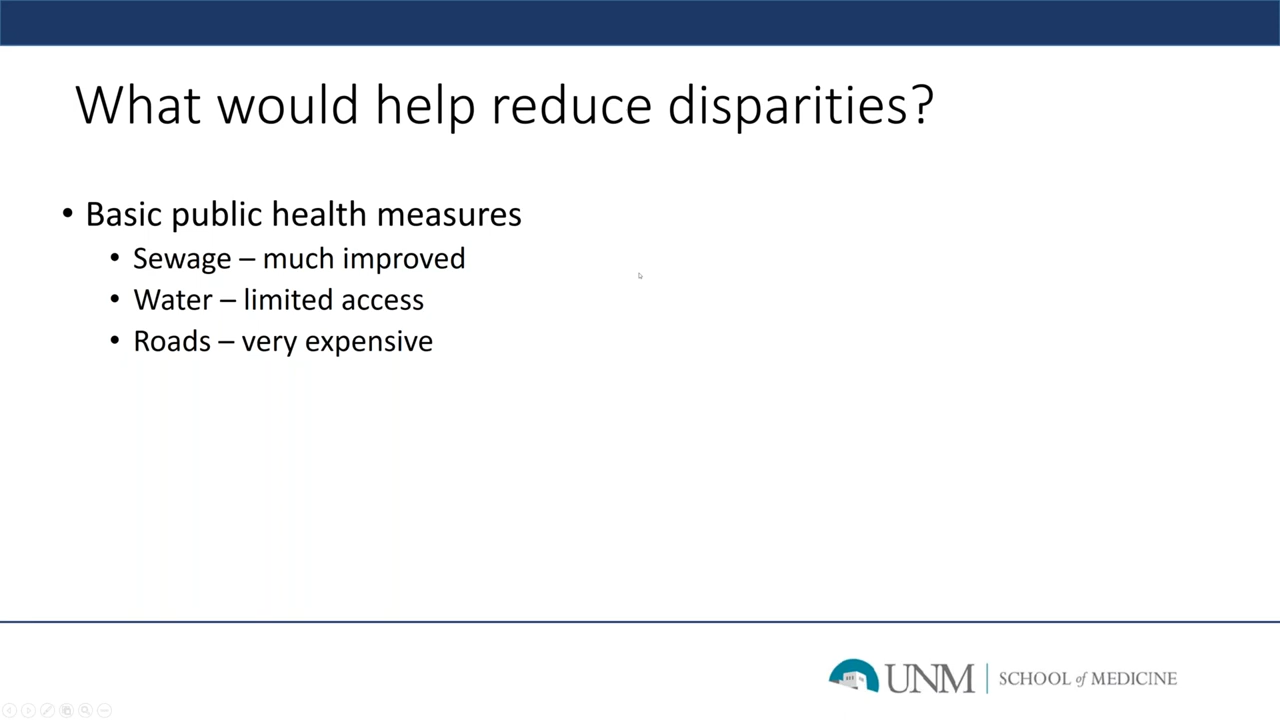 What would help reduce disparities?
• Basic public health measures
• Sewage – much improved
• Water – limited access
• Roads – very expensive
UNM | SCHOOL of MEDICINE